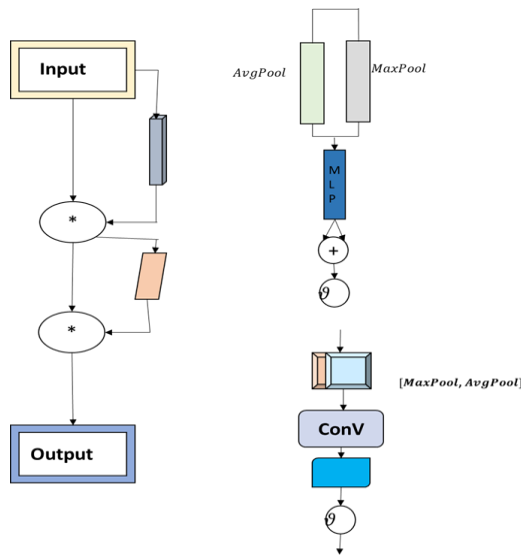 Input
*
*
Output
AvgPool
MaxPool
M
L
P
+
ϑ
[MaxPool, AvgPool]
ConV
ϑ